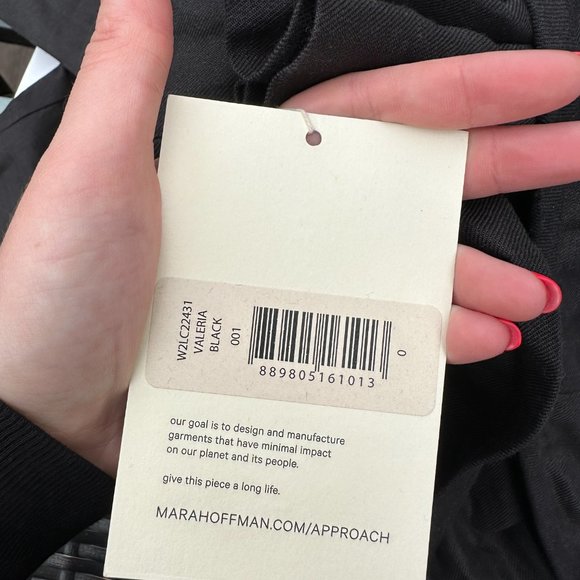 W2LC22431
VALERIA
BLACK
001
0
889805161013
our goal is to design and manufacture
garments that have minimal impact
on our planet and its people.
give this piece a long life.
MARAHOFFMAN.COM/APPROACH